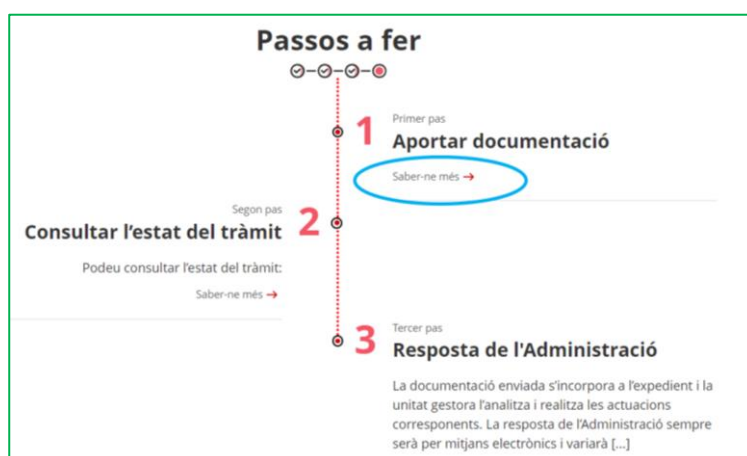 Passos a fer
1
Primer pas
Aportar documentació
Saber-ne més →
2
Segon pas
Consultar l'estat del tràmit
Podeu consultar l'estat del tràmit:
Saber-ne més →
3
Tercer pas
Resposta de l'Administració
La documentació enviada s'incorpora a l'expedient i la
unitat gestora l'analitza i realitza les actuacions
corresponents. La resposta de l'Administració sempre
serà per mitjans electrònics i variarà [...]